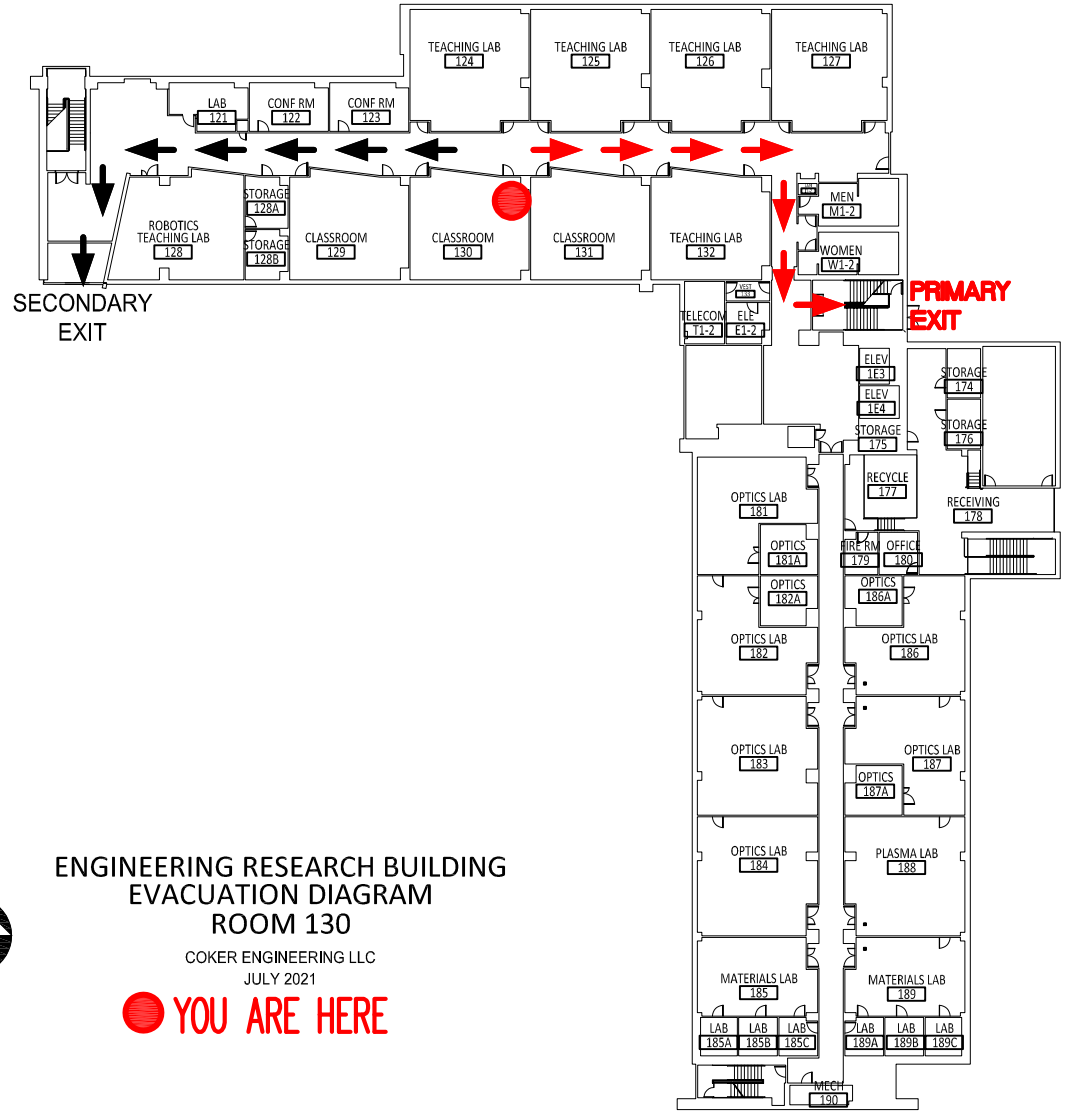 TEACHING LAB
124
TEACHING LAB
125
TEACHING LAB
126
TEACHING LAB
127
LAB
121
CONF RM
122
CONF RM
123
STORAGE
128A
STORAGE
128B
ROBOTICS
TEACHING LAB
128
CLASSROOM
129
CLASSROOM
130
CLASSROOM
131
TEACHING LAB
132
MEN
M1-2
WOMEN
W1-2
SECONDARY
EXIT
PRIMARY
EXIT
VEST
133
TELECOM
T1-2
ELE
E1-2
ELEV
1E3
ELEV
1E4
STORAGE
174
STORAGE
175
STORAGE
176
RECYCLE
177
RECEIVING
178
OPTICS LAB
181
OPTICS
181A
FIRE RM
179
OFFICE
180
OPTICS
182A
OPTICS
186A
OPTICS LAB
182
OPTICS LAB
186
OPTICS LAB
183
OPTICS LAB
187
OPTICS
187A
OPTICS LAB
184
PLASMA LAB
188
MATERIALS LAB
185
MATERIALS LAB
189
LAB
185A
LAB
185B
LAB
185C
LAB
189A
LAB
189B
LAB
189C
MECH
190
ENGINEERING RESEARCH BUILDING
EVACUATION DIAGRAM
ROOM 130
COKER ENGINEERING LLC
JULY 2021
YOU ARE HERE